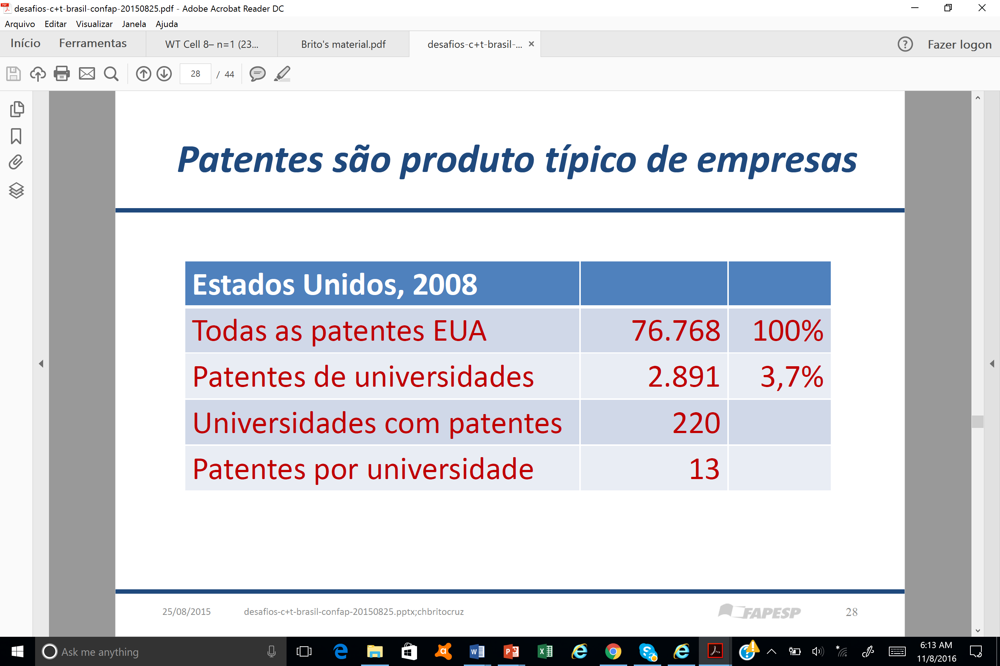 desafios-c+t-brasil-confap-20150825.pdf - Adobe Acrobat Reader DC
Arquivo Editar Visualizar Janela Ajuda
Início Ferramentas WT Cell 8– n=1 (23... Brito's material.pdf desafios-c+t-brasil-... Fazer logon
28 / 44
Patentes são produto típico de empresas
Estados Unidos, 2008
Todas as patentes EUA 76.768 100%
Patentes de universidades 2.891 3,7%
Universidades com patentes 220
Patentes por universidade 13
25/08/2015 desafios-c+t-brasil-confap-20150825.pptx;chbritocruz FAPESP 28
Ask me anything 6:13 AM
11/8/2016